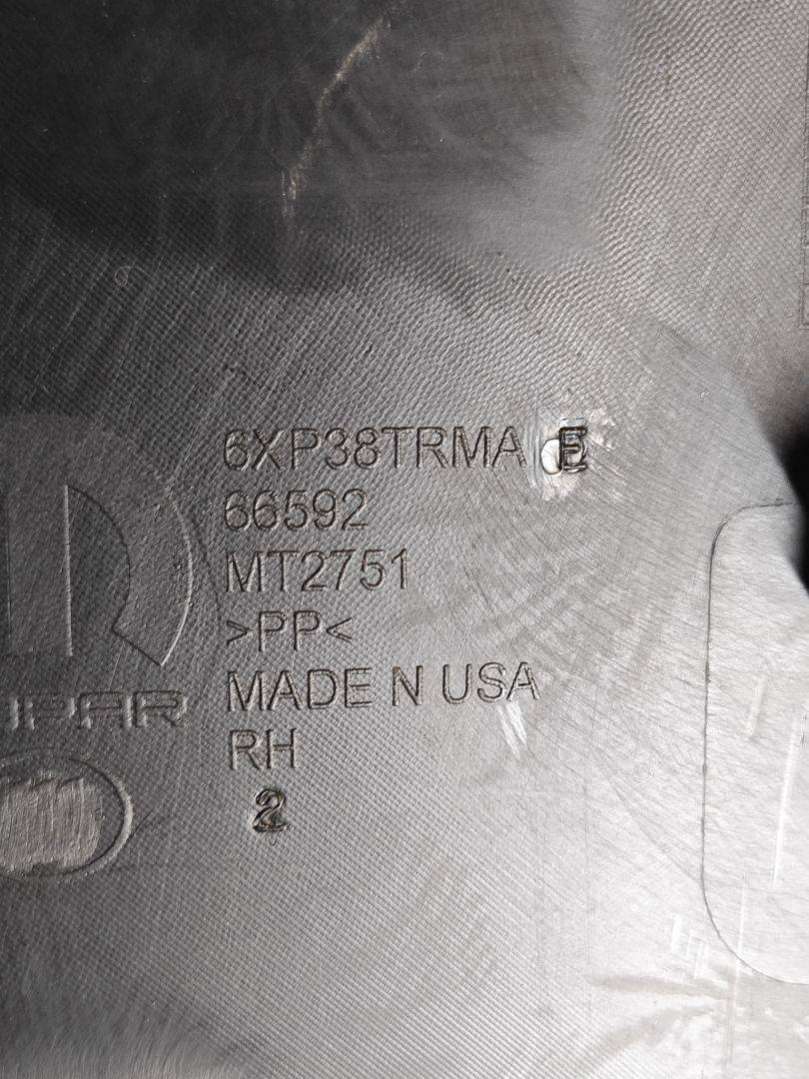 6XP38TRMA E
66592
MT2751
>PP<
MADE N USA
RH
2